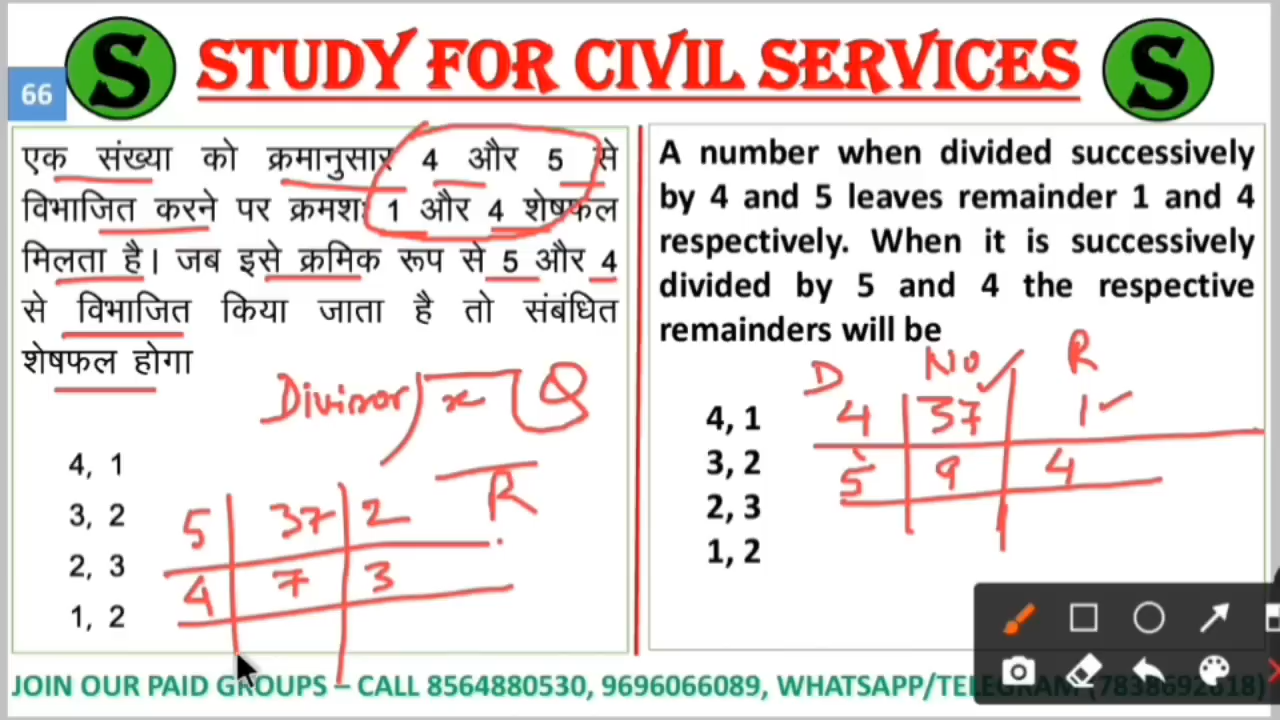 STUDY FOR CIVIL SERVICES
S
S
66
एक संख्या को क्रमानुसार 4 और 5 से
विभाजित करने पर क्रमशः 1 और 4 शेषफल
मिलता है। जब इसे क्रमिक रूप से 5 और 4
से विभाजित किया जाता है तो संबंधित
शेषफल होगा
4, 1
3, 2
2, 3
1, 2
Divisor x Q
R
5 37 2
4 7 3
A number when divided successively
by 4 and 5 leaves remainder 1 and 4
respectively. When it is successively
divided by 5 and 4 the respective
remainders will be
4, 1
3, 2
2, 3
1, 2
D No R
4 37 1
5 9 4
JOIN OUR PAID GROUPS – CALL 8564880530, 9696066089, WHATSAPP/TELEGRAM (7838692618)